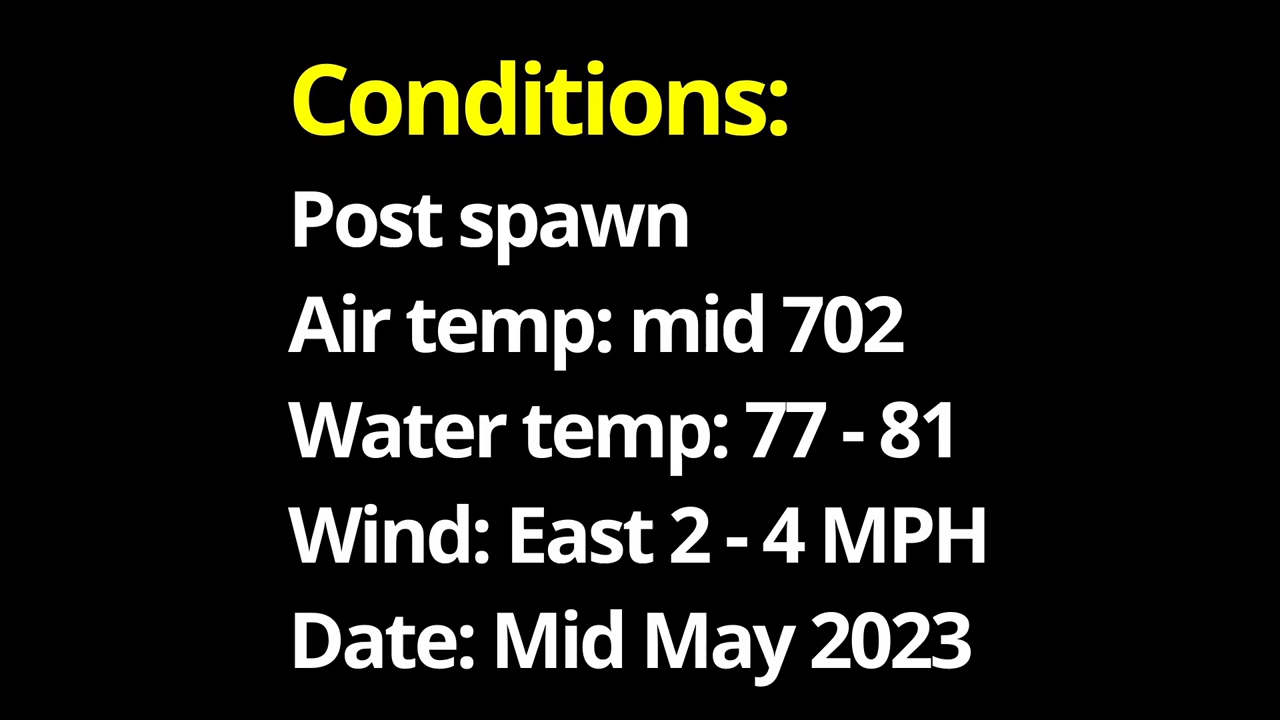 Conditions:
Post spawn
Air temp: mid 702
Water temp: 77 - 81
Wind: East 2 - 4 MPH
Date: Mid May 2023